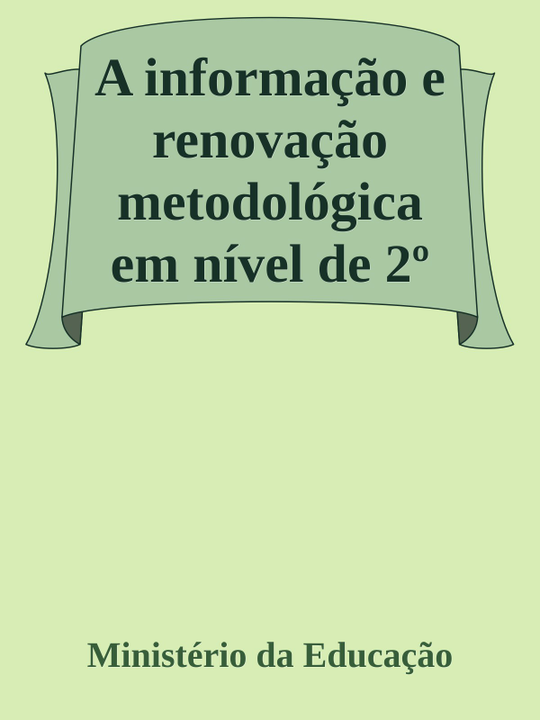 A informação e
renovação
metodológica
em nível de 2º
Ministério da Educação